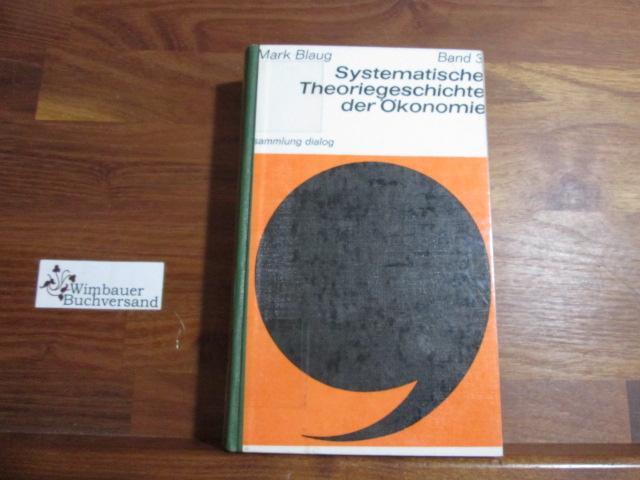 Mark Blaug Band 3
Systematische
Theoriegeschichte
der Ökonomie
sammlung dialog
Wimbauer
Buchversand